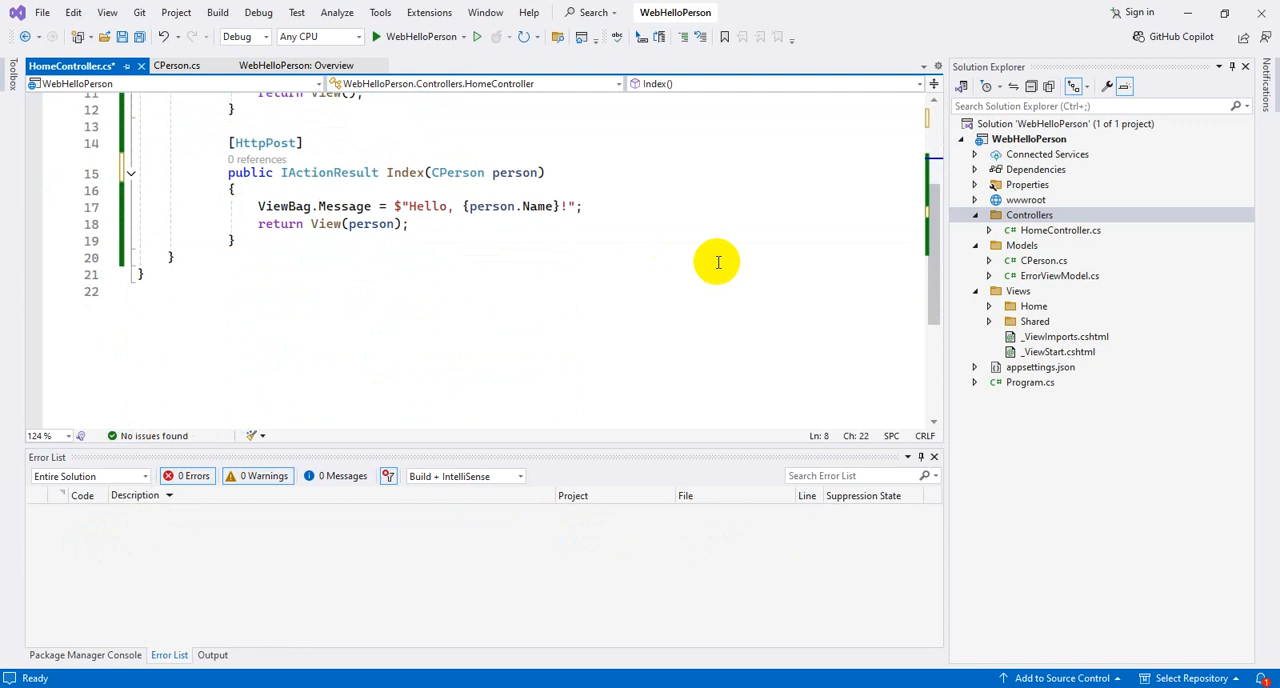 File Edit View Git Project Build Debug Test Analyze Tools Extensions Window Help Search WebHelloPerson Sign in
Debug Any CPU WebHelloPerson GitHub Copilot
Toolbox
HomeController.cs* CPerson.cs WebHelloPerson: Overview
WebHelloPerson WebHelloPerson.Controllers.HomeController Index()
11 return View();
12 }
13
14 [HttpPost]
0 references
15 public IActionResult Index(CPerson person)
16 {
17 ViewBag.Message = $"Hello, {person.Name}!";
18 return View(person);
19 }
20 }
21 }
22
124 % No issues found Ln: 8 Ch: 22 SPC CRLF
Error List
Entire Solution 0 Errors 0 Warnings 0 Messages Build + IntelliSense Search Error List
Code Description Project File Line Suppression State
Package Manager Console Error List Output
Solution Explorer
Search Solution Explorer (Ctrl+;)
Solution 'WebHelloPerson' (1 of 1 project)
WebHelloPerson
Connected Services
Dependencies
Properties
wwwroot
Controllers
C# HomeController.cs
Models
C# CPerson.cs
C# ErrorViewModel.cs
Views
Home
Shared
_ViewImports.cshtml
_ViewStart.cshtml
appsettings.json
C# Program.cs
Notifications
Ready Add to Source Control Select Repository 1